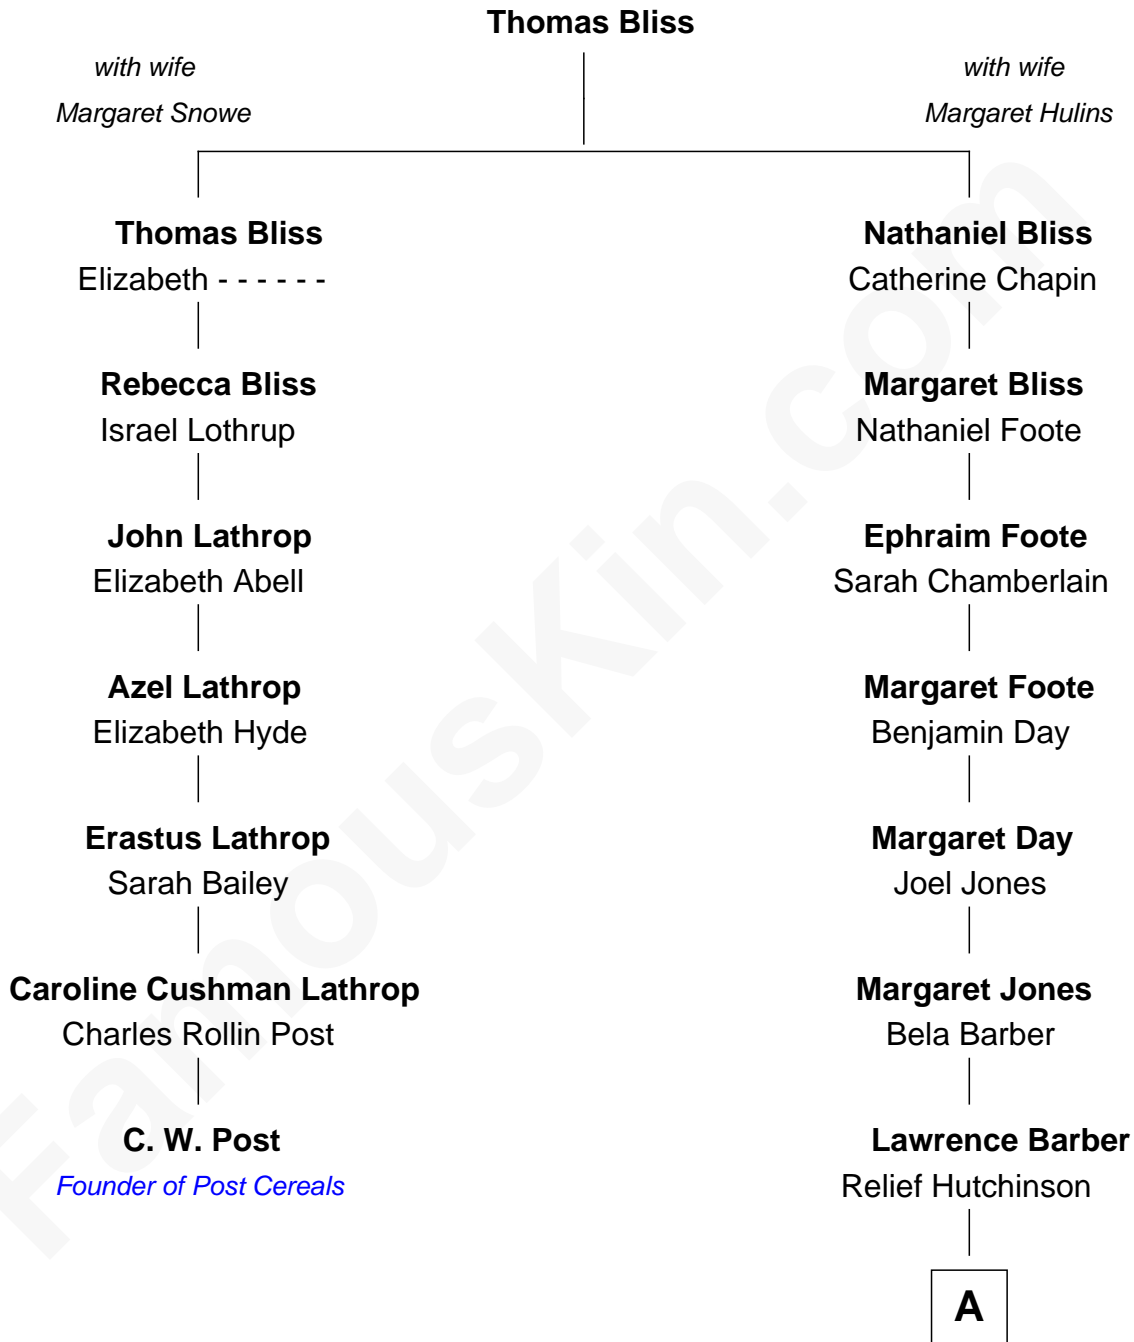 Thomas Bliss
with wife
Margaret Snowe
with wife
Margaret Hulins
Thomas Bliss
Elizabeth - - - - - -
Nathaniel Bliss
Catherine Chapin
Rebecca Bliss
Israel Lothrup
Margaret Bliss
Nathaniel Foote
John Lathrop
Elizabeth Abell
Ephraim Foote
Sarah Chamberlain
Azel Lathrop
Elizabeth Hyde
Margaret Foote
Benjamin Day
Erastus Lathrop
Sarah Bailey
Margaret Day
Joel Jones
Caroline Cushman Lathrop
Charles Rollin Post
Margaret Jones
Bela Barber
C. W. Post
Founder of Post Cereals
Lawrence Barber
Relief Hutchinson
A
FamousKin.com